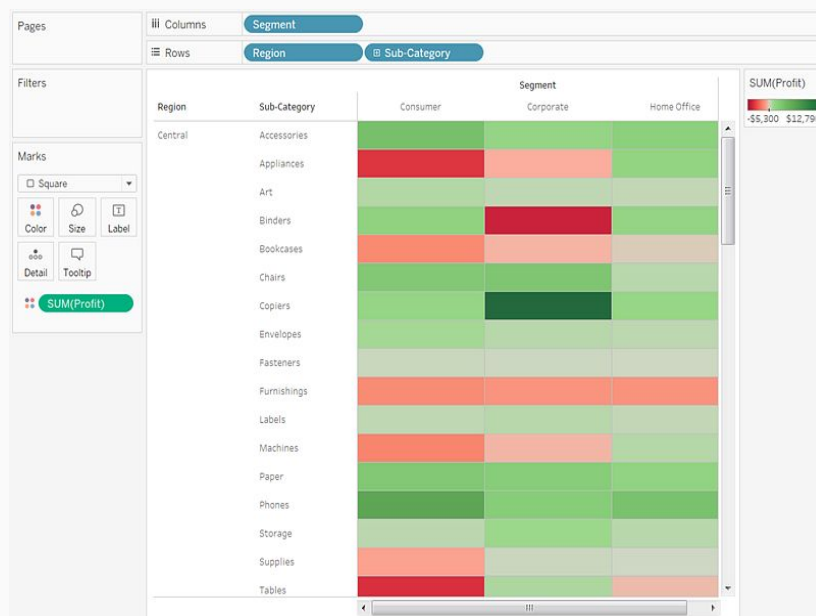 Pages
Columns
Segment
Rows
Region
Sub-Category
Filters
Marks
Square
Color
Size
Label
Detail
Tooltip
SUM(Profit)
Segment
Region
Sub-Category
Consumer
Corporate
Home Office
Central
Accessories
Appliances
Art
Binders
Bookcases
Chairs
Copiers
Envelopes
Fasteners
Furnishings
Labels
Machines
Paper
Phones
Storage
Supplies
Tables
SUM(Profit)
-$5,300